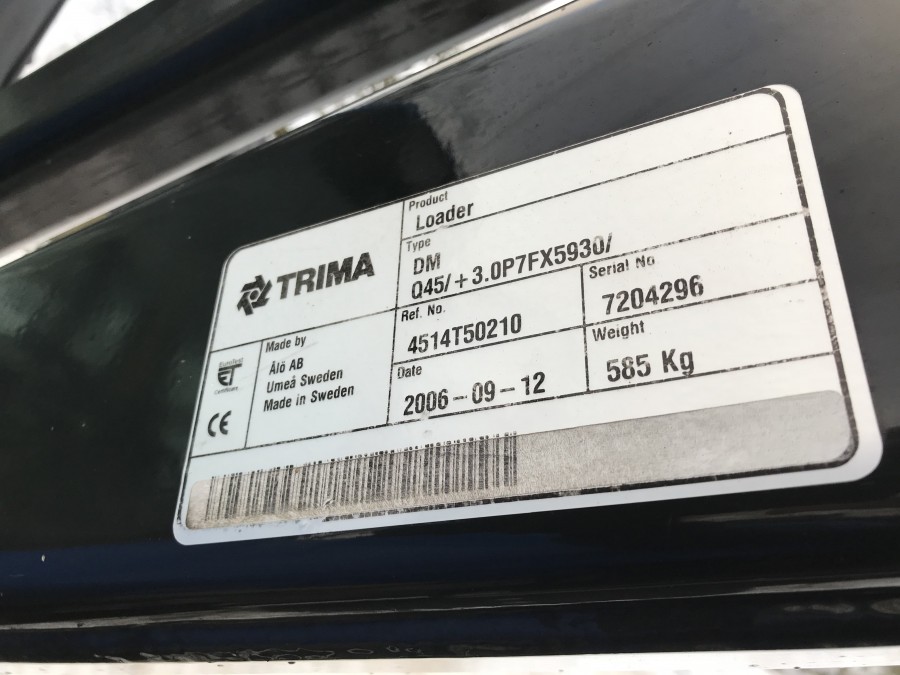 TRIMA
Product
Loader
Type
DM
Q45/+3.0P7FX5930/
Ref. No.
4514T50210
Serial No
7204296
Date
2006-09-12
Weight
585 Kg
Made by
Ålö AB
Umeå Sweden
Made in Sweden
ET
CE